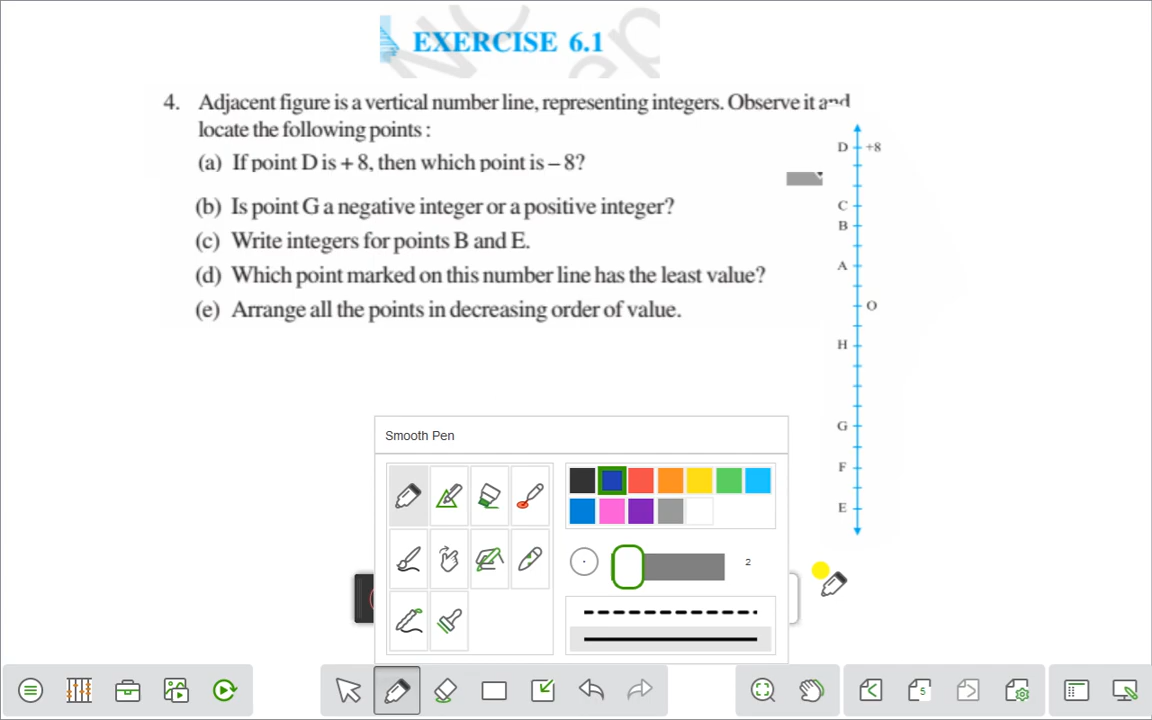 EXERCISE 6.1
4. Adjacent figure is a vertical number line, representing integers. Observe it and
locate the following points :
(a) If point D is + 8, then which point is – 8?
(b) Is point G a negative integer or a positive integer?
(c) Write integers for points B and E.
(d) Which point marked on this number line has the least value?
(e) Arrange all the points in decreasing order of value.
D +8
C
B
A
O
H
G
F
E
Smooth Pen
2
5